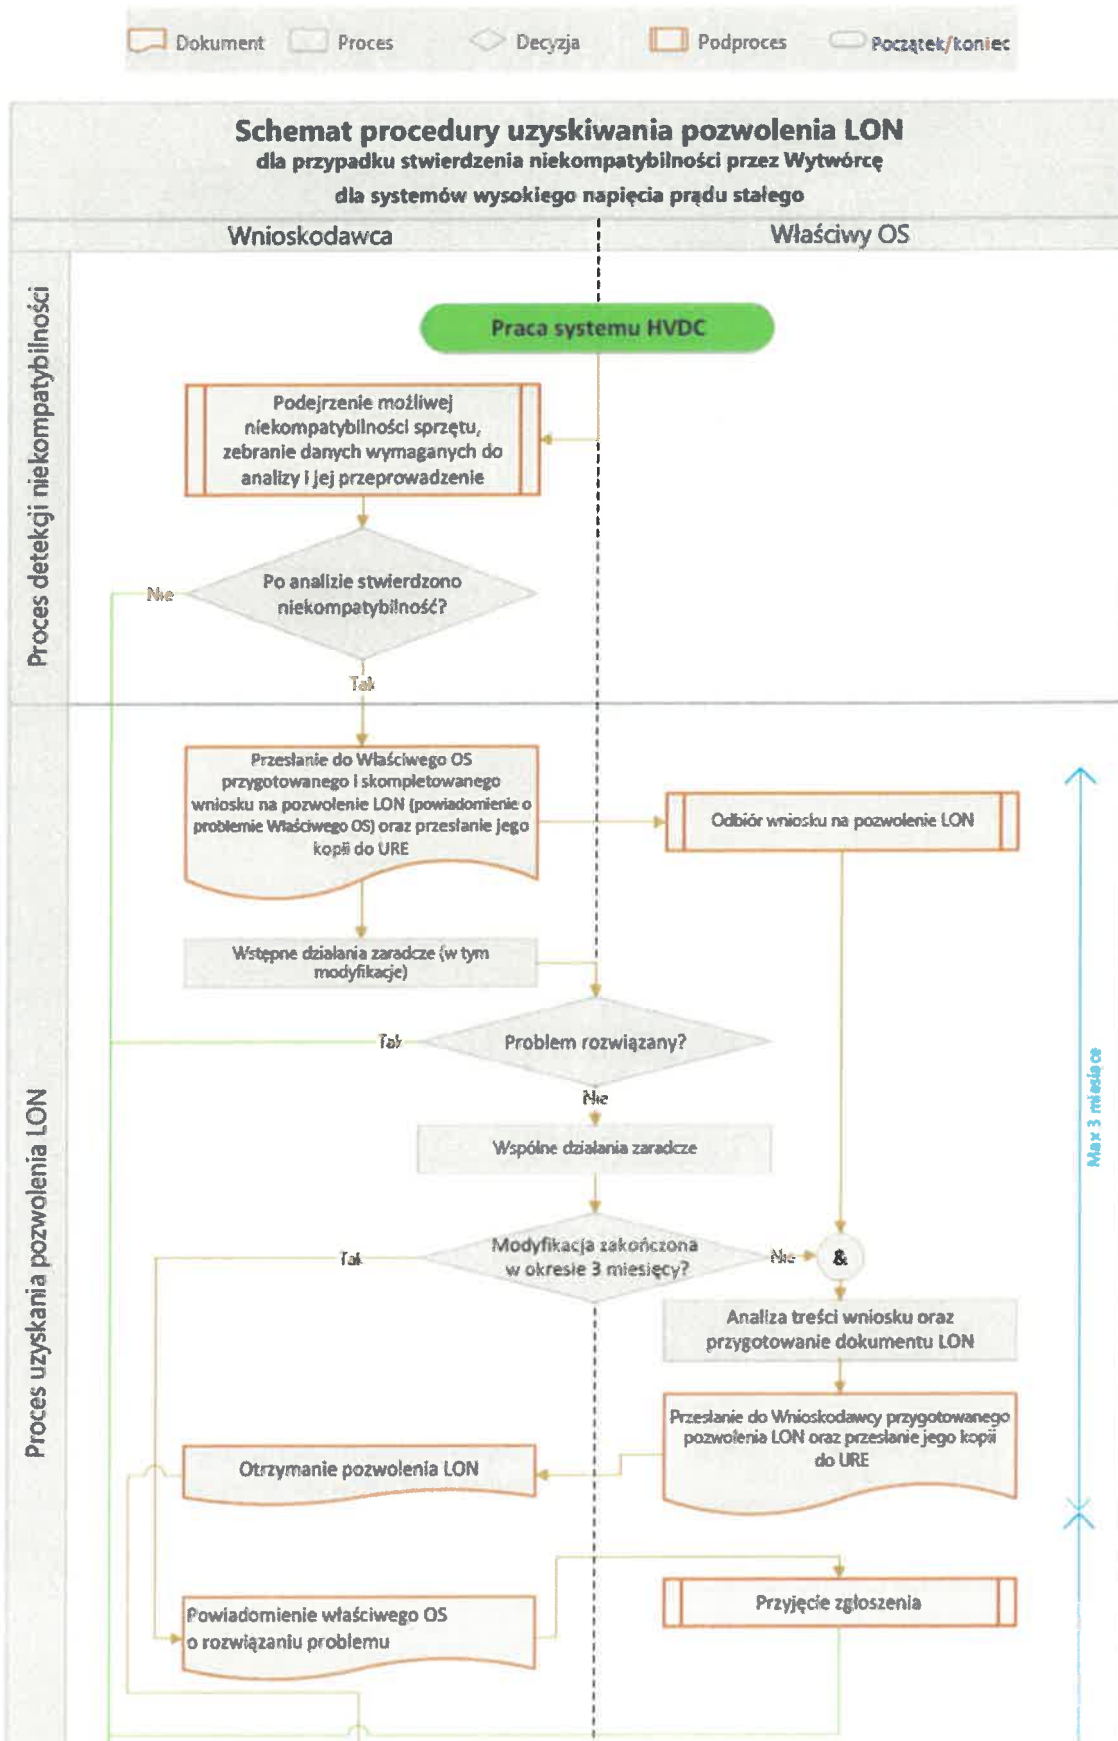 Dokument
Proces
Decyzja
Podproces
Początek/koniec
Schemat procedury uzyskiwania pozwolenia LON
dla przypadku stwierdzenia niekompatybilności przez Wytwórcę
dla systemów wysokiego napięcia prądu stałego
Wnioskodawca
Właściwy OS
Proces detekcji niekompatybilności
Praca systemu HVDC
Podejrzenie możliwej
niekompatybilności sprzętu,
zebranie danych wymaganych do
analizy i jej przeprowadzenie
Po analizie stwierdzono
niekompatybilność?
Nie
Tak
Proces uzyskania pozwolenia LON
Przesłanie do Właściwego OS
przygotowanego i skompletowanego
wniosku na pozwolenie LON (powiadomienie o
problemie Właściwego OS) oraz przesłanie jego
kopii do URE
Odbiór wniosku na pozwolenie LON
Wstępne działania zaradcze (w tym
modyfikacje)
Problem rozwiązany?
Tak
Nie
Wspólne działania zaradcze
Modyfikacja zakończona
w okresie 3 miesięcy?
Tak
Nie
&
Max 3 miesiące
Analiza treści wniosku oraz
przygotowanie dokumentu LON
Przesłanie do Wnioskodawcy przygotowanego
pozwolenia LON oraz przesłanie jego kopii
do URE
Otrzymanie pozwolenia LON
Powiadomienie właściwego OS
o rozwiązaniu problemu
Przyjęcie zgłoszenia